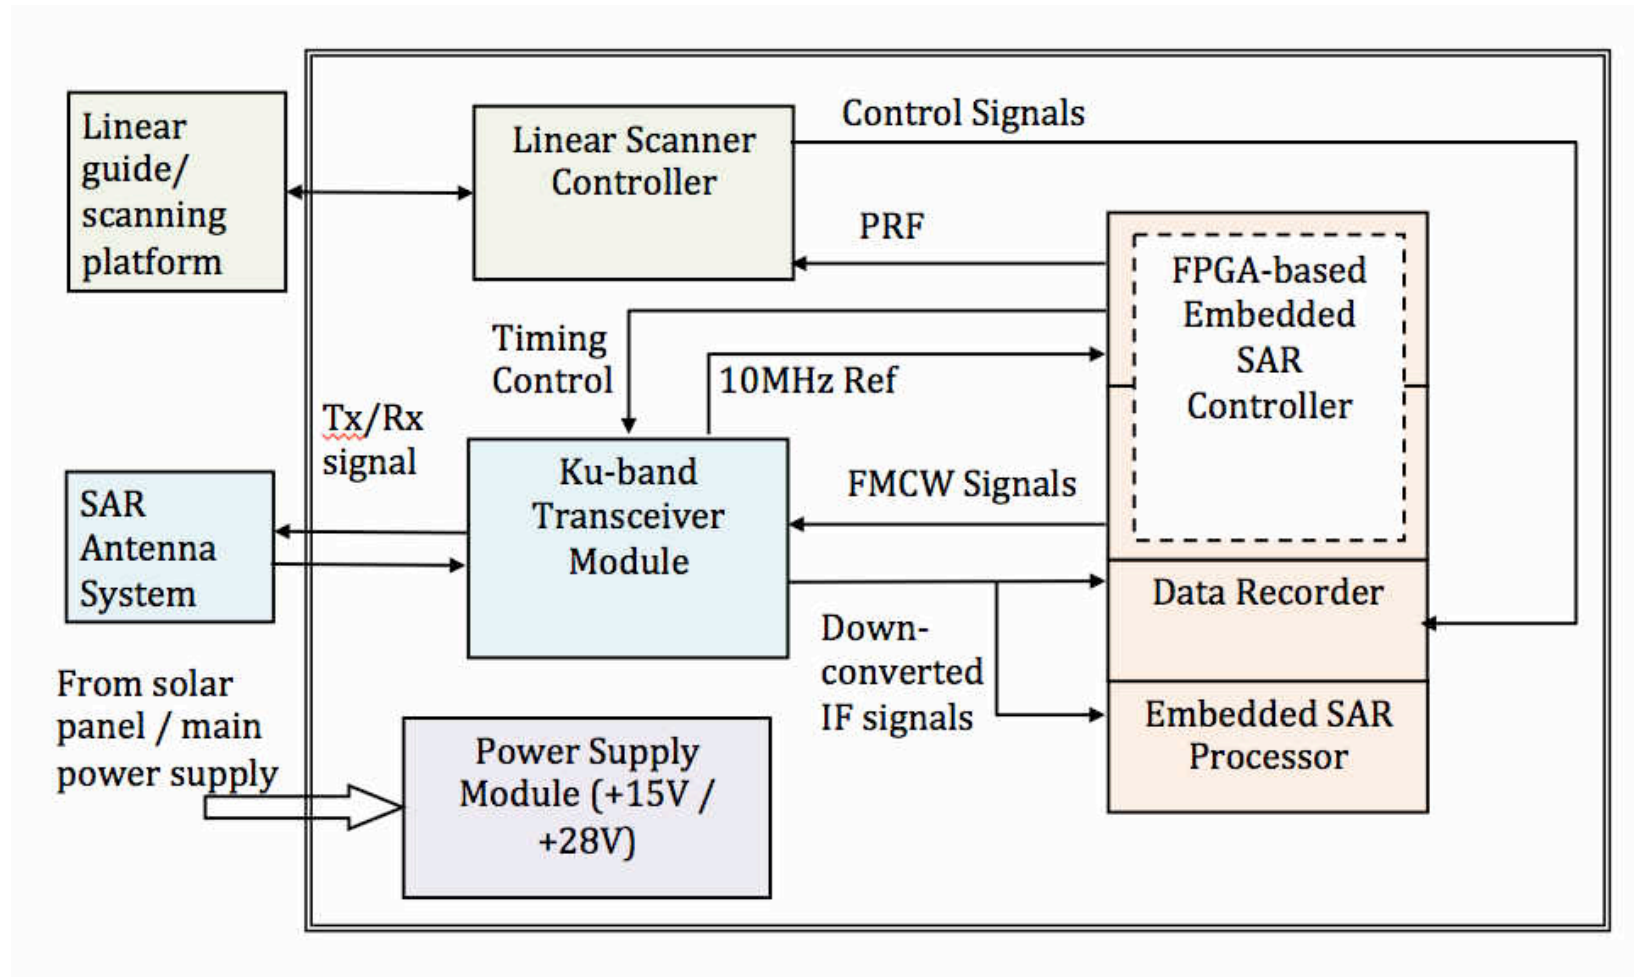 Linear
guide/
scanning
platform
Linear Scanner
Controller
Control Signals
PRF
FPGA-based
Embedded
SAR
Controller
Timing
Control
10MHz Ref
Tx/Rx
signal
SAR
Antenna
System
Ku-band
Transceiver
Module
FMCW Signals
Data Recorder
Down-
converted
IF signals
Embedded SAR
Processor
From solar
panel / main
power supply
Power Supply
Module (+15V /
+28V)